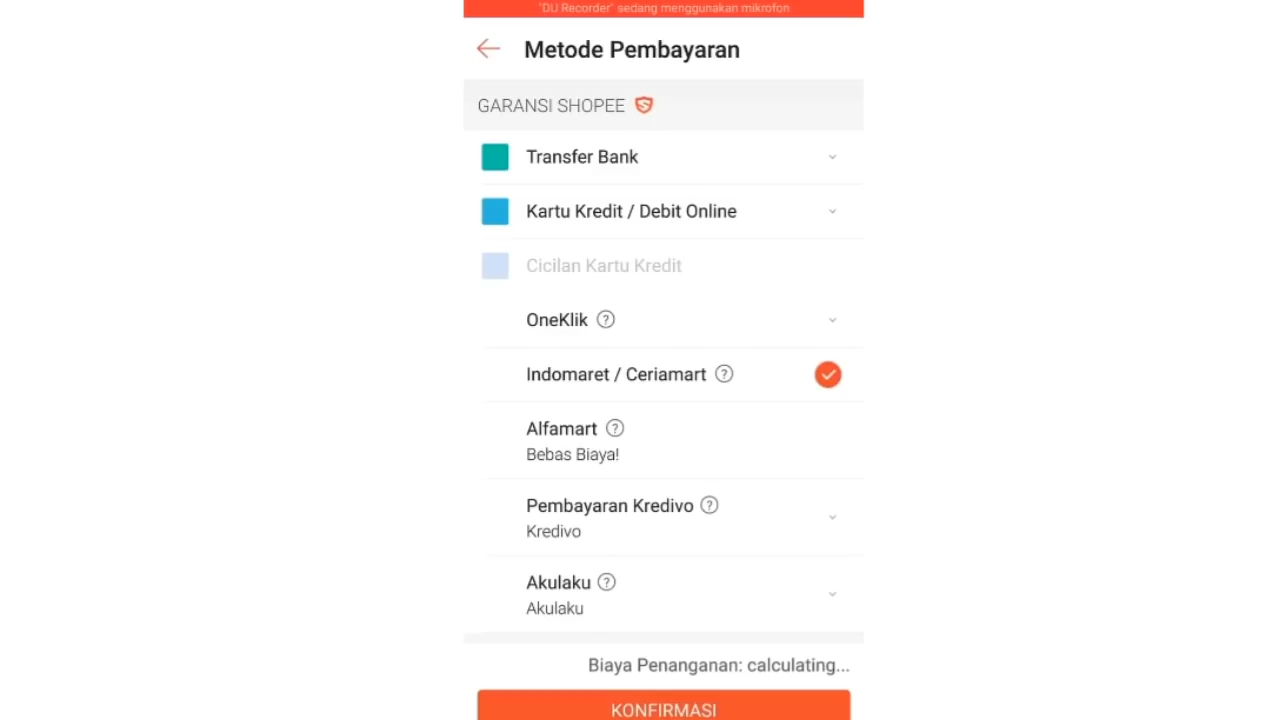 "DU Recorder" sedang menggunakan mikrofon
Metode Pembayaran
GARANSI SHOPEE
Transfer Bank
Kartu Kredit / Debit Online
Cicilan Kartu Kredit
OneKlik ?
Indomaret / Ceriamart ?
Alfamart ?
Bebas Biaya!
Pembayaran Kredivo ?
Kredivo
Akulaku ?
Akulaku
Biaya Penanganan: calculating...
KONFIRMASI